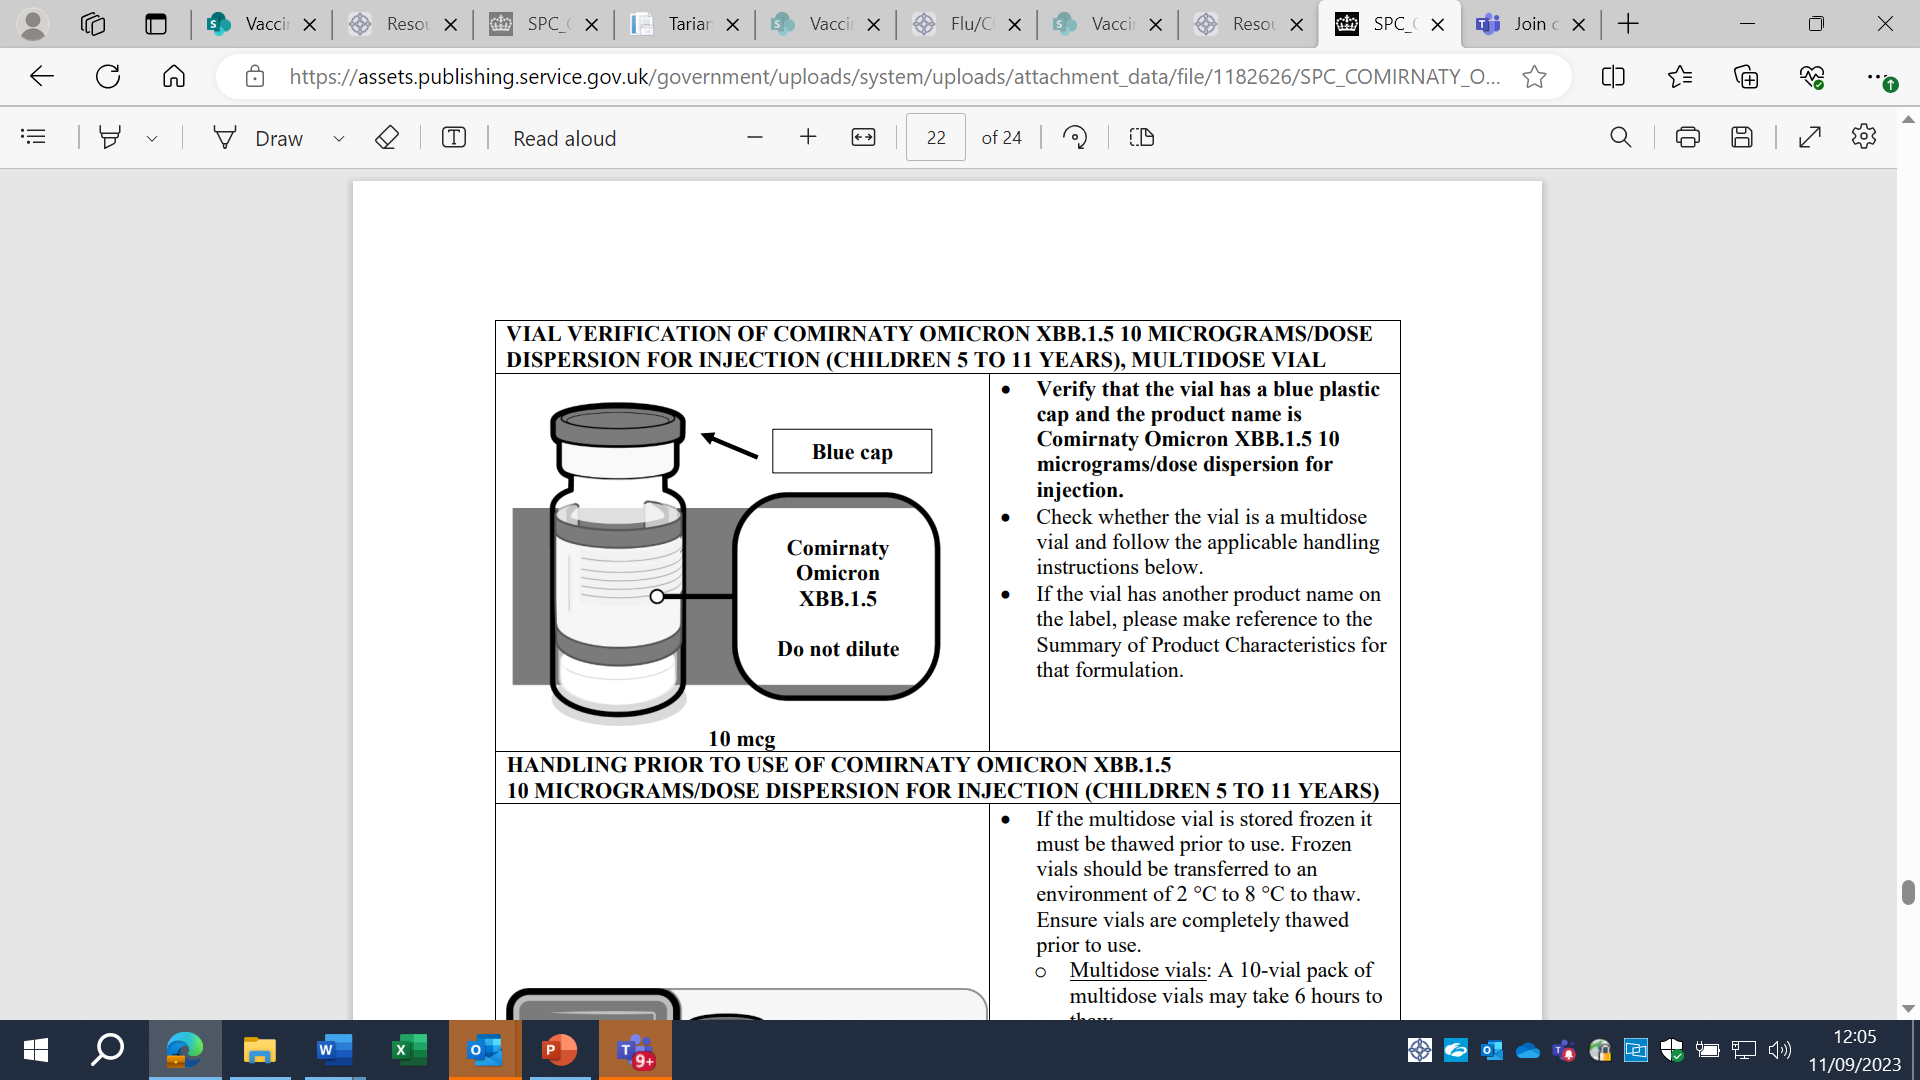 Vaccin
Resou
SPC_C
Tarian
Vaccin
Flu/CO
Vaccin
Resou
SPC_C
Join c
https://assets.publishing.service.gov.uk/government/uploads/system/uploads/attachment_data/file/1182626/SPC_COMIRNATY_O...
Draw
Read aloud
22 of 24
VIAL VERIFICATION OF COMIRNATY OMICRON XBB.1.5 10 MICROGRAMS/DOSE
DISPERSION FOR INJECTION (CHILDREN 5 TO 11 YEARS), MULTIDOSE VIAL
Blue cap
Comirnaty
Omicron
XBB.1.5
Do not dilute
10 mcg
• Verify that the vial has a blue plastic
cap and the product name is
Comirnaty Omicron XBB.1.5 10
micrograms/dose dispersion for
injection.
• Check whether the vial is a multidose
vial and follow the applicable handling
instructions below.
• If the vial has another product name on
the label, please make reference to the
Summary of Product Characteristics for
that formulation.
HANDLING PRIOR TO USE OF COMIRNATY OMICRON XBB.1.5
10 MICROGRAMS/DOSE DISPERSION FOR INJECTION (CHILDREN 5 TO 11 YEARS)
• If the multidose vial is stored frozen it
must be thawed prior to use. Frozen
vials should be transferred to an
environment of 2 °C to 8 °C to thaw.
Ensure vials are completely thawed
prior to use.
o Multidose vials: A 10-vial pack of
multidose vials may take 6 hours to
thaw.
9+
12:05
11/09/2023